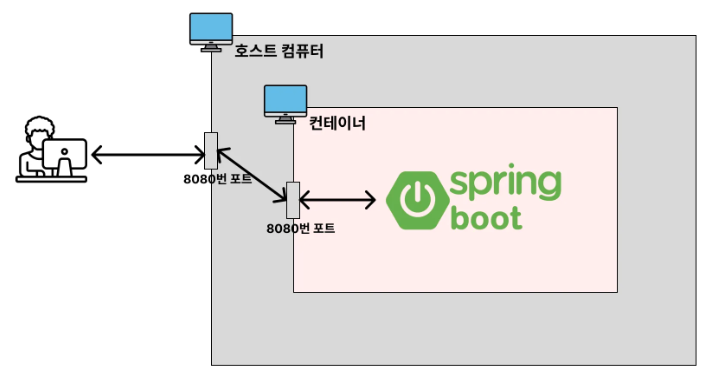 호스트 컴퓨터
컨테이너
8080번 포트
8080번 포트
spring
boot